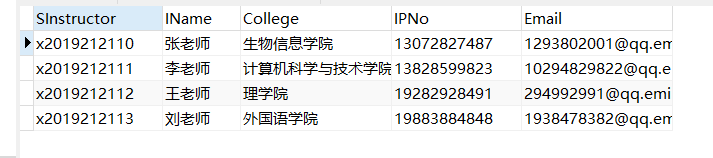 SInstructor IName College IPNo Email
x2019212110 张老师 生物信息学院 13072827487 1293802001@qq.em
x2019212111 李老师 计算机科学与技术学院 13828599823 10294829822@qq.e
x2019212112 王老师 理学院 19282928491 294992991@qq.emi
x2019212113 刘老师 外国语学院 19883884848 1938478382@qq.em